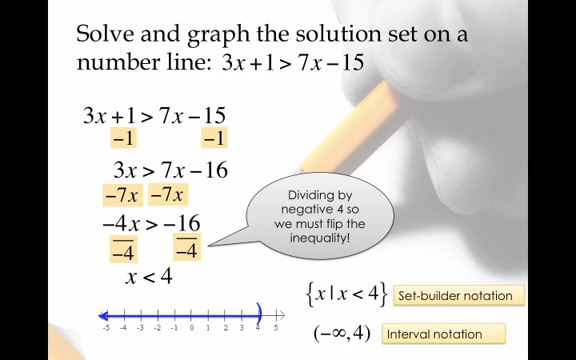 Solve and graph the solution set on a
number line: 3x+1 > 7x−15
3x+1 > 7x−15
−1 −1
3x > 7x−16
−7x −7x
−4x > −16
−4 −4
x < 4
Dividing by
negative 4 so
we must flip the
inequality!
-5 -4 -3 -2 -1 0 1 2 3 4 5
{x | x < 4} Set-builder notation
(−∞, 4) Interval notation